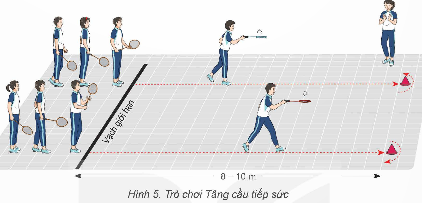 Vạch giới hạn
8 - 10 m
Hình 5. Trò chơi Tâng cầu tiếp sức